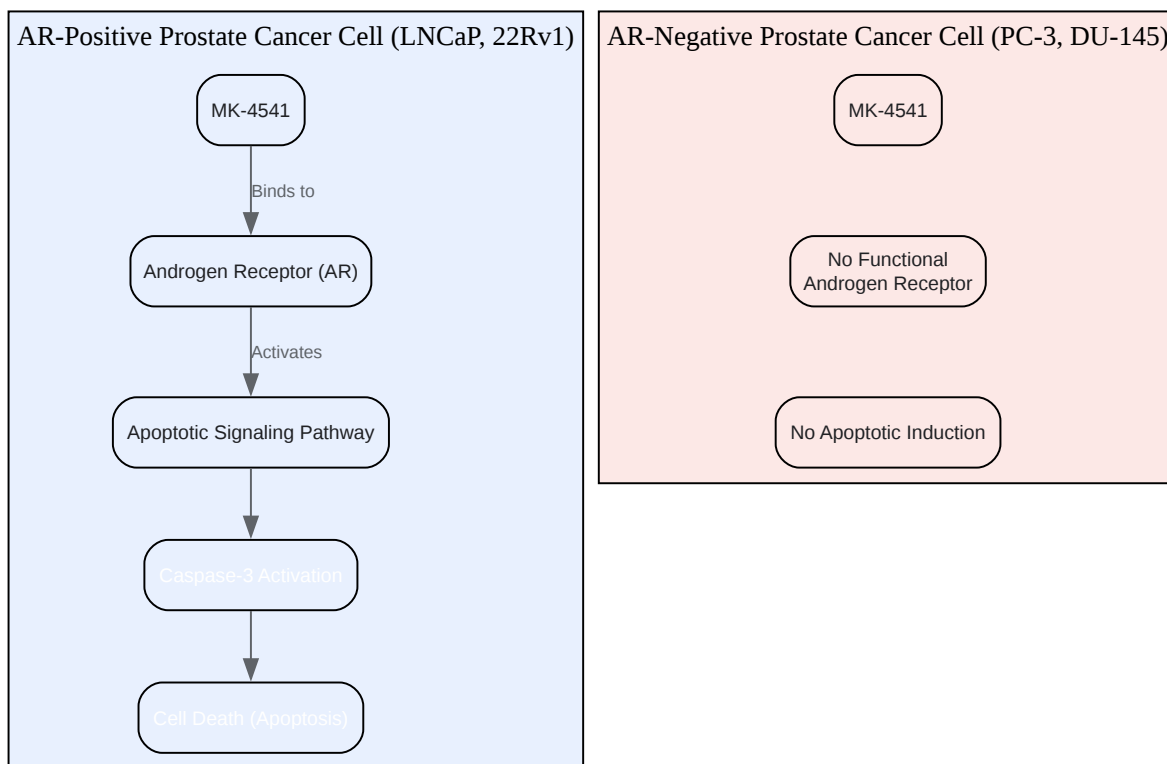 AR-Positive Prostate Cancer Cell (LNCaP, 22Rv1)
MK-4541
Binds to
Androgen Receptor (AR)
Activates
Apoptotic Signaling Pathway
Caspase-3 Activation
Cell Death (Apoptosis)
AR-Negative Prostate Cancer Cell (PC-3, DU-145)
MK-4541
No Functional
Androgen Receptor
No Apoptotic Induction